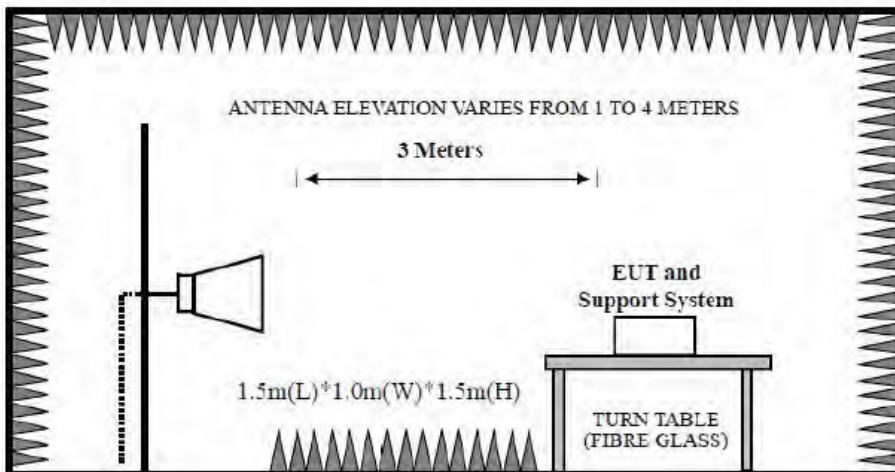 ANTENNA ELEVATION VARIES FROM 1 TO 4 METERS
3 Meters
EUT and
Support System
1.5m(L)*1.0m(W)*1.5m(H)
TURN TABLE
(FIBRE GLASS)